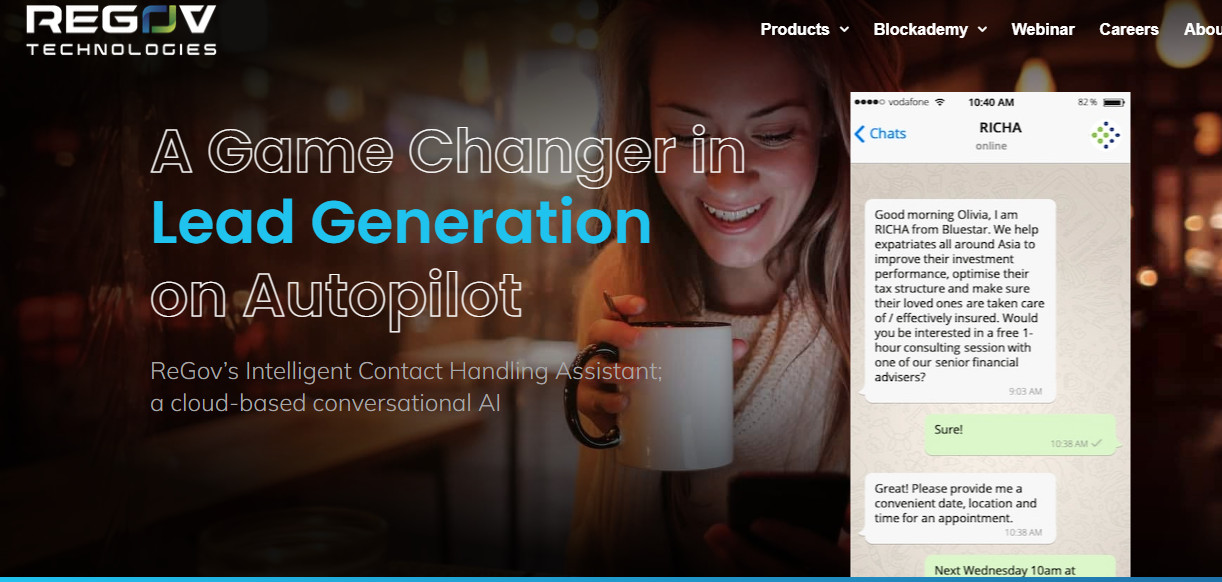 REGOV
TECHNOLOGIES
Products
Blockademy
Webinar
Careers
Abou
A Game Changer in
Lead Generation
on Autopilot
ReGov's Intelligent Contact Handling Assistant;
a cloud-based conversational AI
vodafone 10:40 AM 82 %
Chats
RICHA
online
Good morning Olivia, I am
RICHA from Bluestar. We help
expatriates all around Asia to
improve their investment
performance, optimise their
tax structure and make sure
their loved ones are taken care
of / effectively insured. Would
you be interested in a free 1-
hour consulting session with
one of our senior financial
advisers?
9:03 AM
Sure!
10:38 AM
Great! Please provide me a
convenient date, location and
time for an appointment.
10:38 AM
Next Wednesday 10am at